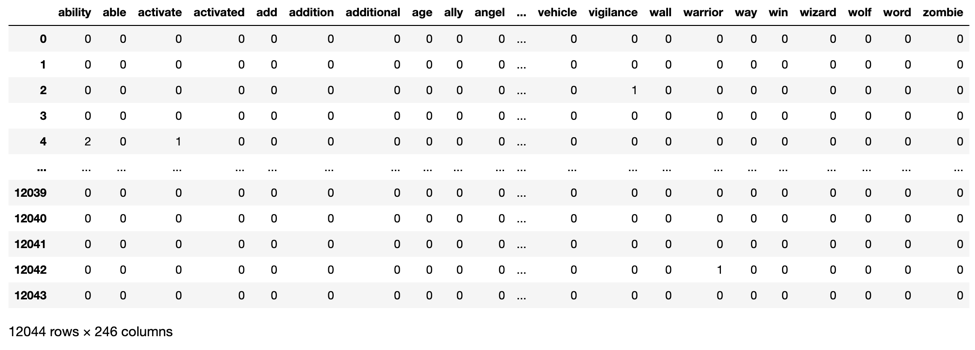 ability able activate activated add addition additional age ally angel ... vehicle vigilance wall warrior way win wizard wolf word zombie
0 0 0 0 0 0 0 0 0 0 0 ... 0 0 0 0 0 0 0 0 0 0
1 0 0 0 0 0 0 0 0 0 0 ... 0 0 0 0 0 0 0 0 0 0
2 0 0 0 0 0 0 0 0 0 0 ... 0 1 0 0 0 0 0 0 0 0
3 0 0 0 0 0 0 0 0 0 0 ... 0 0 0 0 0 0 0 0 0 0
4 2 0 1 0 0 0 0 0 0 0 ... 0 0 0 0 0 0 0 0 0 0
... ... ... ... ... ... ... ... ... ... ... ... ... ... ... ... ... ... ... ... ... ...
12039 0 0 0 0 0 0 0 0 0 0 ... 0 0 0 0 0 0 0 0 0 0
12040 0 0 0 0 0 0 0 0 0 0 ... 0 0 0 0 0 0 0 0 0 0
12041 0 0 0 0 0 0 0 0 0 0 ... 0 0 0 0 0 0 0 0 0 0
12042 0 0 0 0 0 0 0 0 0 0 ... 0 0 0 1 0 0 0 0 0 0
12043 0 0 0 0 0 0 0 0 0 0 ... 0 0 0 0 0 0 0 0 0 0
12044 rows × 246 columns